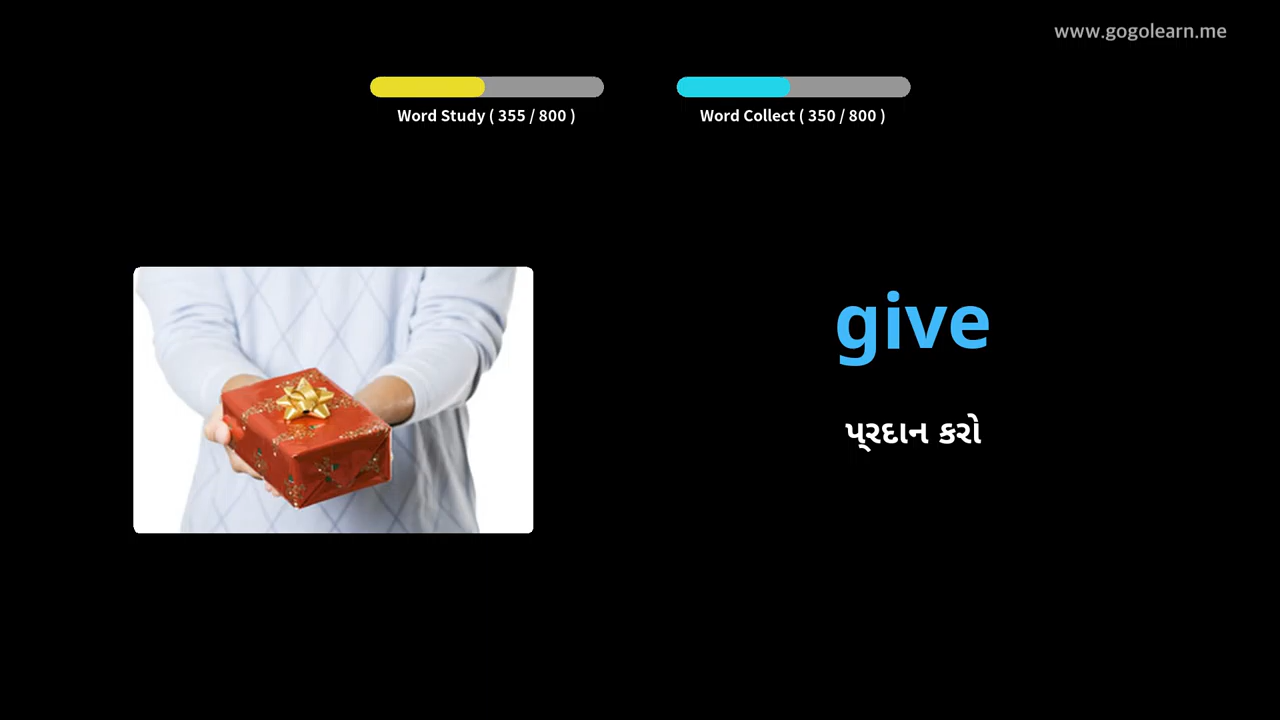 www.gogolearn.me
Word Study ( 355 / 800 )
Word Collect ( 350 / 800 )
give
પ્રદાન કરો